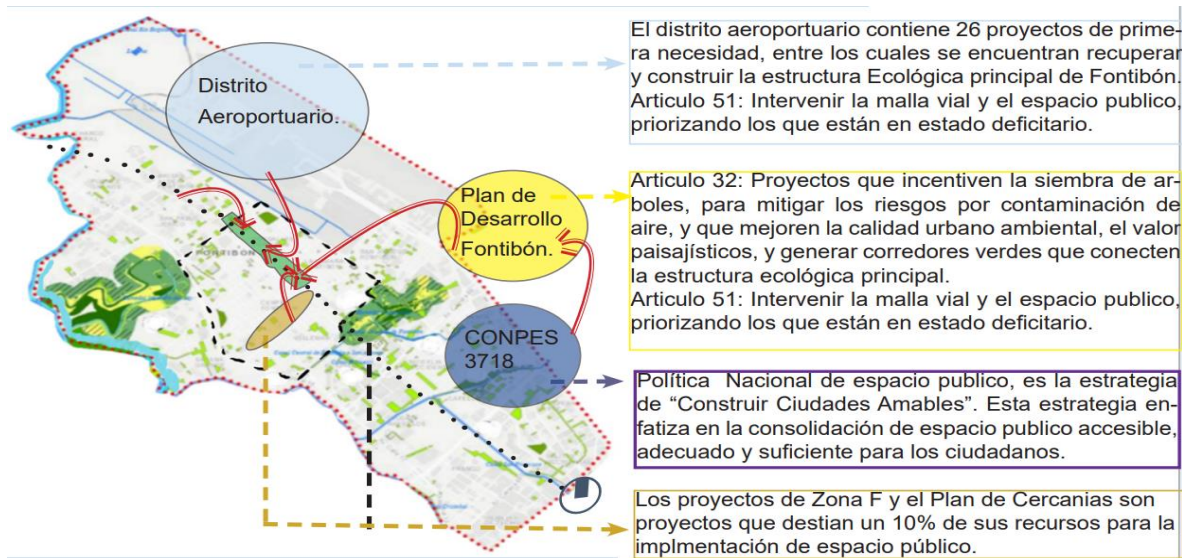 Distrito
Aeroportuario.
Plan de
Desarrollo
Fontibón.
CONPES
3718
FONTIBON
El distrito aeroportuario contiene 26 proyectos de prime-
ra necesidad, entre los cuales se encuentran recuperar
y construir la estructura Ecológica principal de Fontibón.
Articulo 51: Intervenir la malla vial y el espacio publico,
priorizando los que están en estado deficitario.
Articulo 32: Proyectos que incentiven la siembra de ar-
boles, para mitigar los riesgos por contaminación de
aire, y que mejoren la calidad urbano ambiental, el valor
paisajísticos, y generar corredores verdes que conecten
la estructura ecológica principal.
Articulo 51: Intervenir la malla vial y el espacio publico,
priorizando los que están en estado deficitario.
Política Nacional de espacio publico, es la estrategia
de “Construir Ciudades Amables”. Esta estrategia en-
fatiza en la consolidación de espacio publico accesible,
adecuado y suficiente para los ciudadanos.
Los proyectos de Zona F y el Plan de Cercanias son
proyectos que destian un 10% de sus recursos para la
implmentación de espacio público.